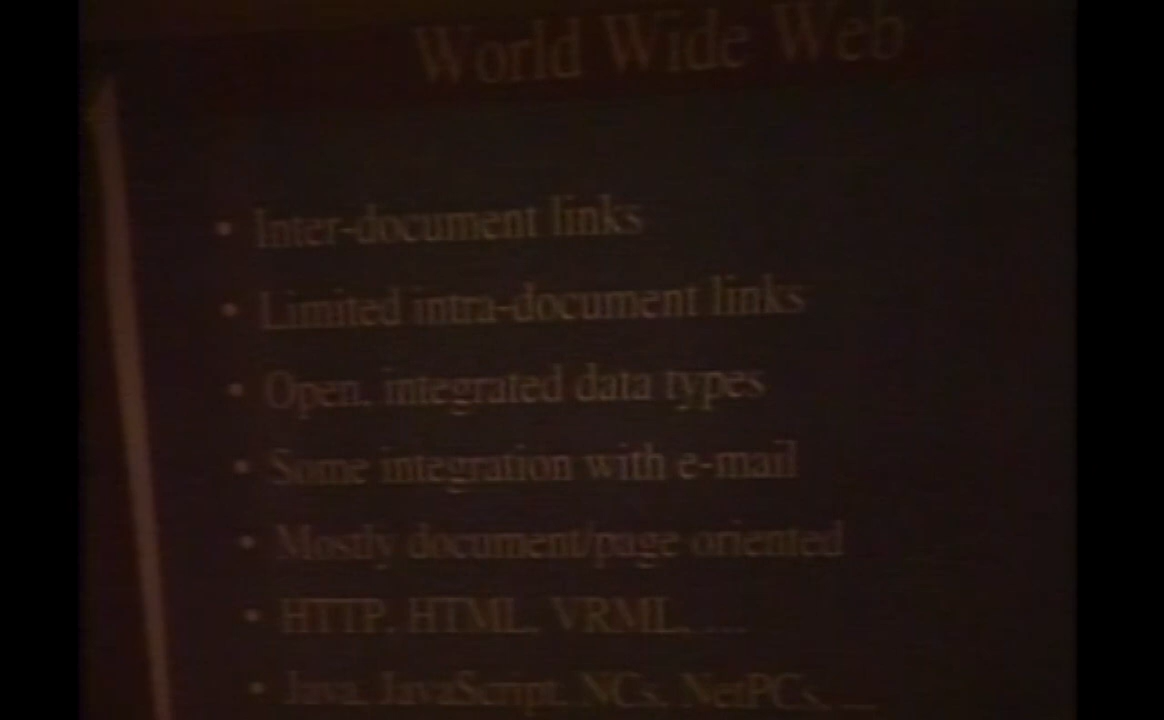 World Wide Web
• Inter-document links
• Limited intra-document links
• Open, integrated data types
• Some integration with e-mail
• Mostly document/page oriented
• HTTP, HTML, VRML, ...
• Java, JavaScript, NCs, NetPCs, ...